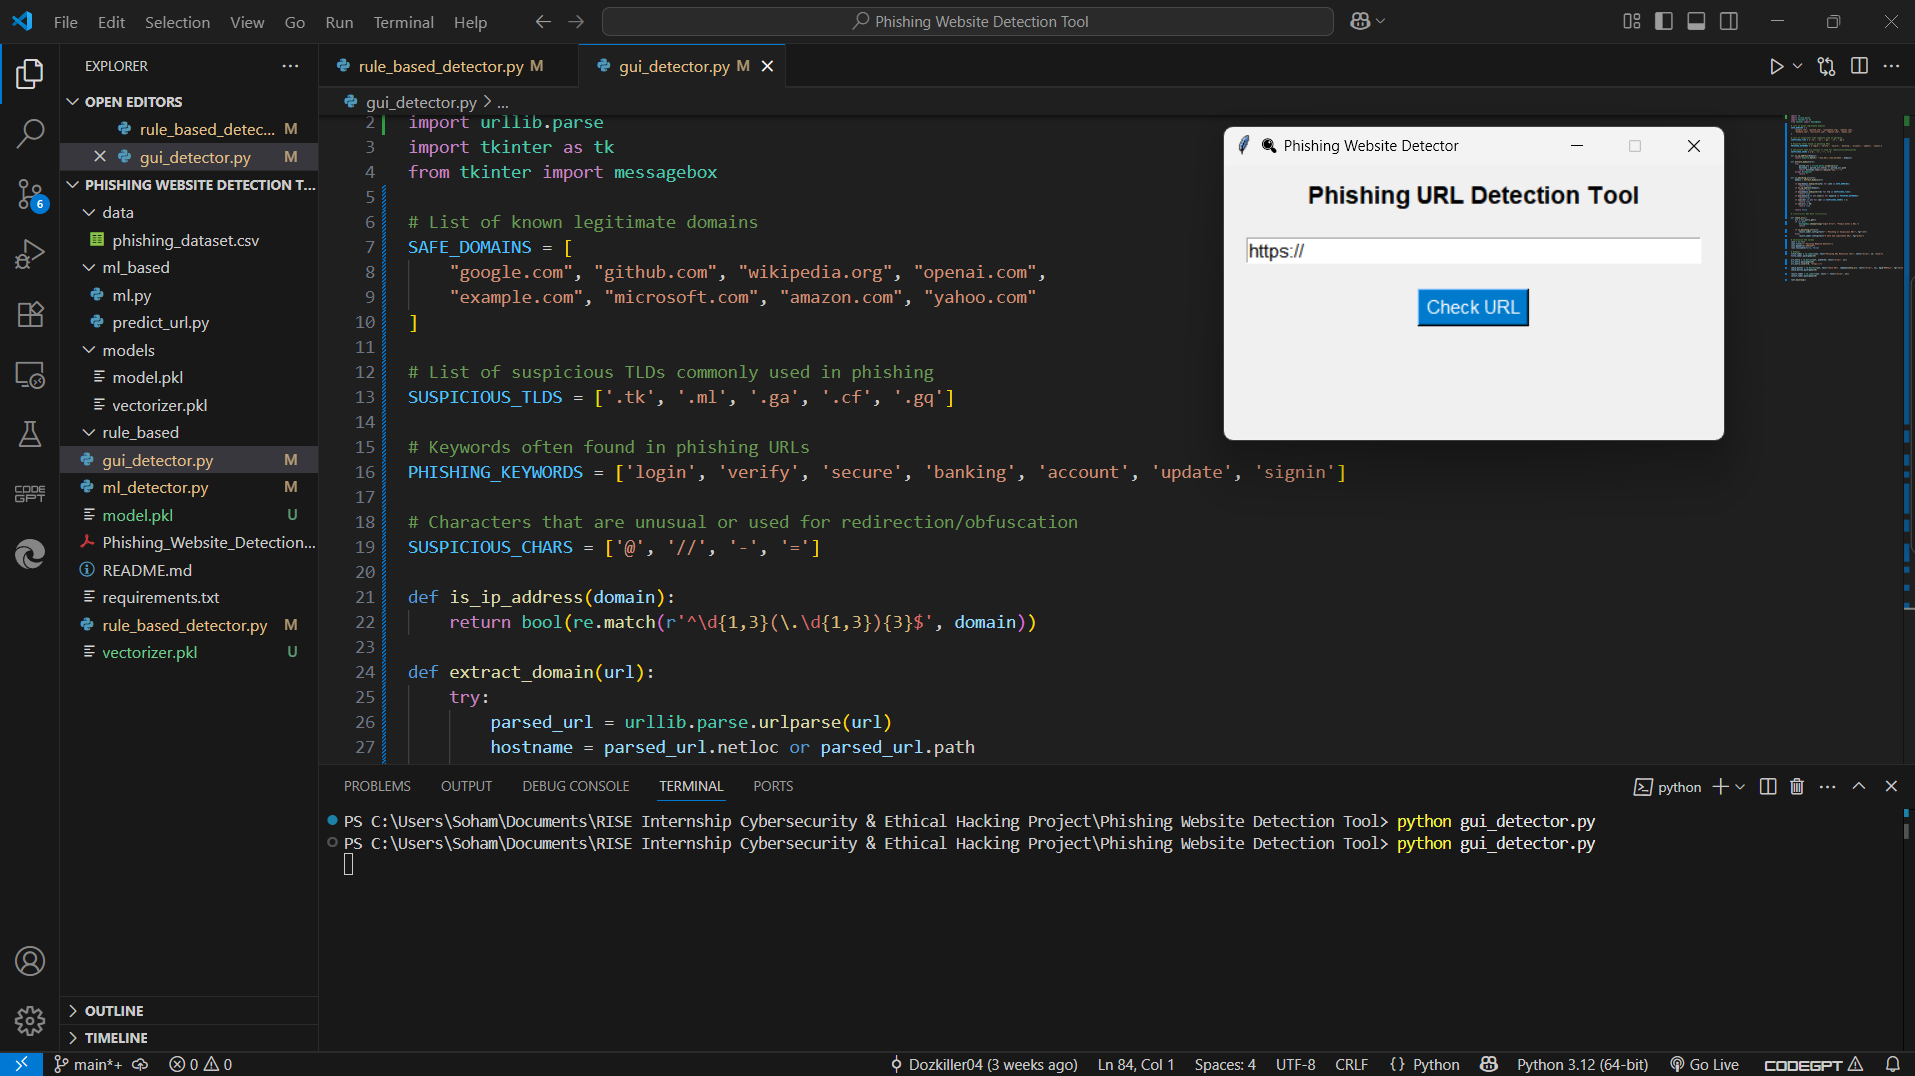 File Edit Selection View Go Run Terminal Help
Phishing Website Detection Tool
EXPLORER
OPEN EDITORS
rule_based_detec... M
gui_detector.py M
PHISHING WEBSITE DETECTION T...
data
phishing_dataset.csv
ml_based
ml.py
predict_url.py
models
model.pkl
vectorizer.pkl
rule_based
gui_detector.py M
ml_detector.py M
model.pkl U
Phishing_Website_Detection...
README.md
requirements.txt
rule_based_detector.py M
vectorizer.pkl U
OUTLINE
TIMELINE
rule_based_detector.py M
gui_detector.py M
gui_detector.py > ...
2 import urllib.parse
3 import tkinter as tk
4 from tkinter import messagebox
5
6 # List of known legitimate domains
7 SAFE_DOMAINS = [
8 "google.com", "github.com", "wikipedia.org", "openai.com",
9 "example.com", "microsoft.com", "amazon.com", "yahoo.com"
10 ]
11
12 # List of suspicious TLDs commonly used in phishing
13 SUSPICIOUS_TLDS = ['.tk', '.ml', '.ga', '.cf', '.gq']
14
15 # Keywords often found in phishing URLs
16 PHISHING_KEYWORDS = ['login', 'verify', 'secure', 'banking', 'account', 'update', 'signin']
17
18 # Characters that are unusual or used for redirection/obfuscation
19 SUSPICIOUS_CHARS = ['@', '//', '-', '=']
20
21 def is_ip_address(domain):
22 return bool(re.match(r'^\d{1,3}(\.\d{1,3}){3}$', domain))
23
24 def extract_domain(url):
25 try:
26 parsed_url = urllib.parse.urlparse(url)
27 hostname = parsed_url.netloc or parsed_url.path
Phishing Website Detector
Phishing URL Detection Tool
https://
Check URL
PROBLEMS OUTPUT DEBUG CONSOLE TERMINAL PORTS
python
PS C:\Users\Soham\Documents\RISE Internship Cybersecurity & Ethical Hacking Project\Phishing Website Detection Tool> python gui_detector.py
PS C:\Users\Soham\Documents\RISE Internship Cybersecurity & Ethical Hacking Project\Phishing Website Detection Tool> python gui_detector.py
CODE
GPT
6
main*+ 0 0
Dozkiller04 (3 weeks ago) Ln 84, Col 1 Spaces: 4 UTF-8 CRLF {} Python Python 3.12 (64-bit) Go Live CODEGPT